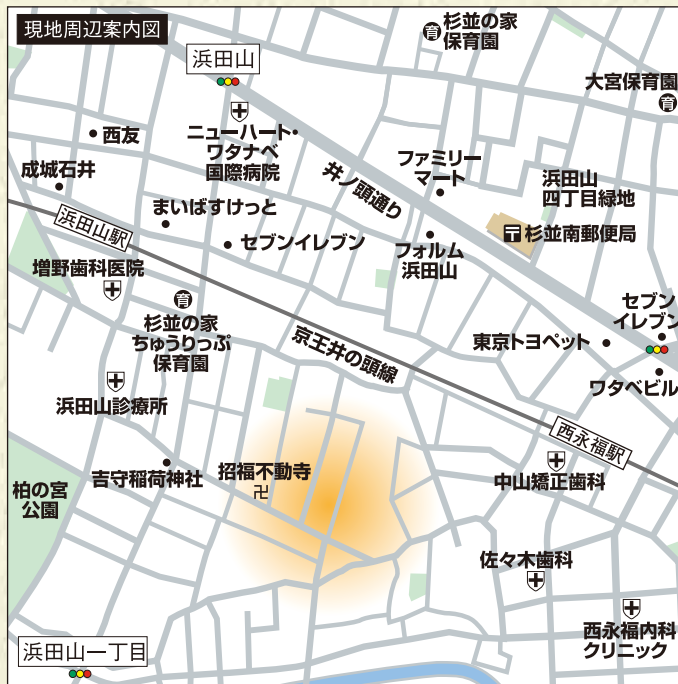 現地周辺案内図
杉並の家
保育園
育
浜田山
大宮保育園
育
西友
ニューハート
ワタナベ
国際病院
成城石井
井ノ頭通り
ファミリー
マート
浜田山
四丁目緑地
まいばすけっと
浜田山駅
セブンイレブン
フォルム
浜田山
〒
杉並南郵便局
増野歯科医院
育
杉並の家
ちゅうりっぷ
保育園
セブン
イレブン
京王井の頭線
東京トヨペット
ワタベビル
浜田山診療所
西永福駅
吉守稲荷神社
招福不動寺
卍
中山矯正歯科
柏の宮
公園
佐々木歯科
西永福内科
クリニック
浜田山一丁目